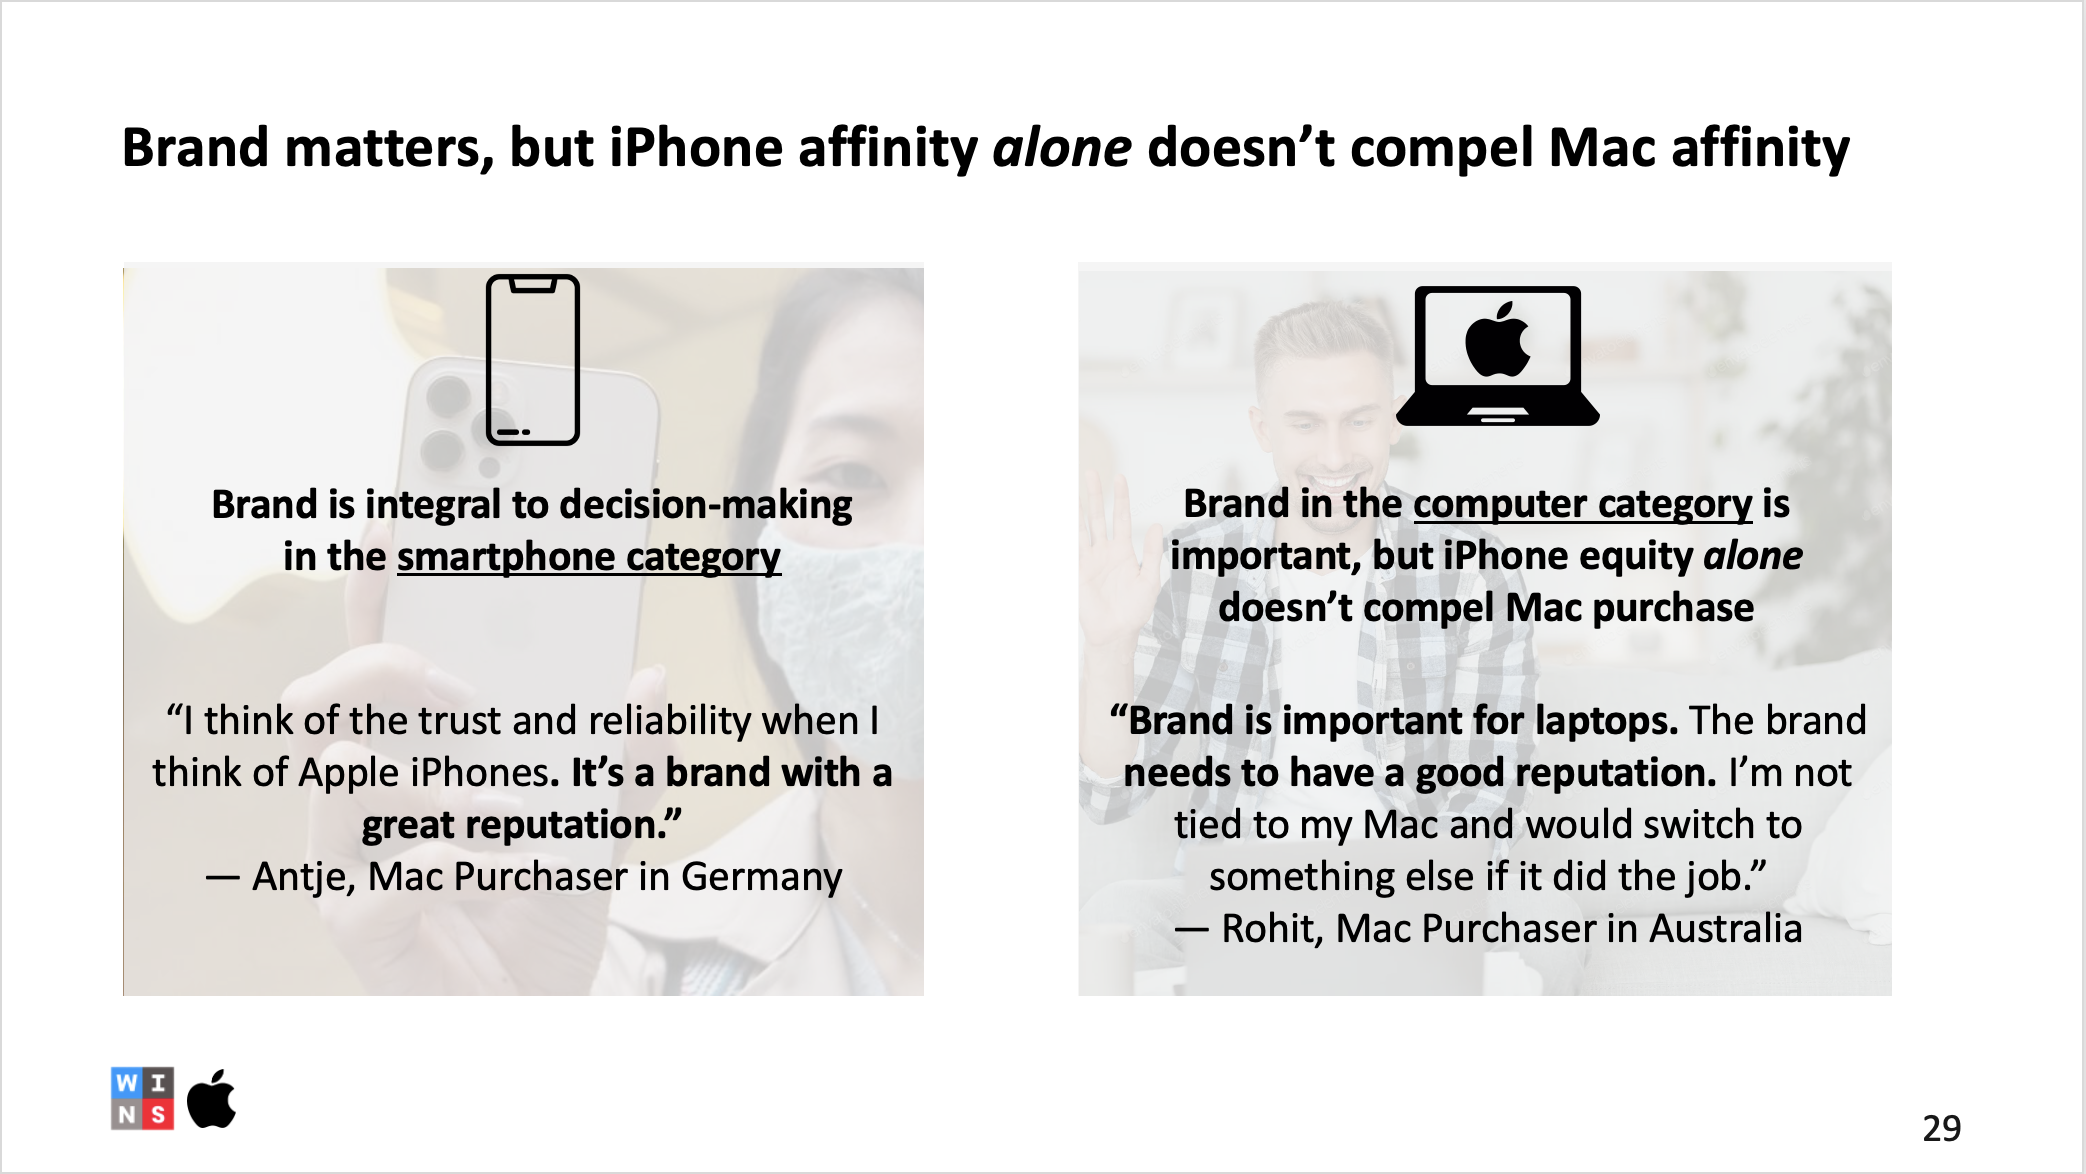 Brand matters, but iPhone affinity alone doesn’t compel Mac affinity
Brand is integral to decision-making
in the smartphone category
“I think of the trust and reliability when I
think of Apple iPhones. It’s a brand with a
great reputation.”
— Antje, Mac Purchaser in Germany
Brand in the computer category is
important, but iPhone equity alone
doesn’t compel Mac purchase
“Brand is important for laptops. The brand
needs to have a good reputation. I’m not
tied to my Mac and would switch to
something else if it did the job.”
— Rohit, Mac Purchaser in Australia
W I
N S
29